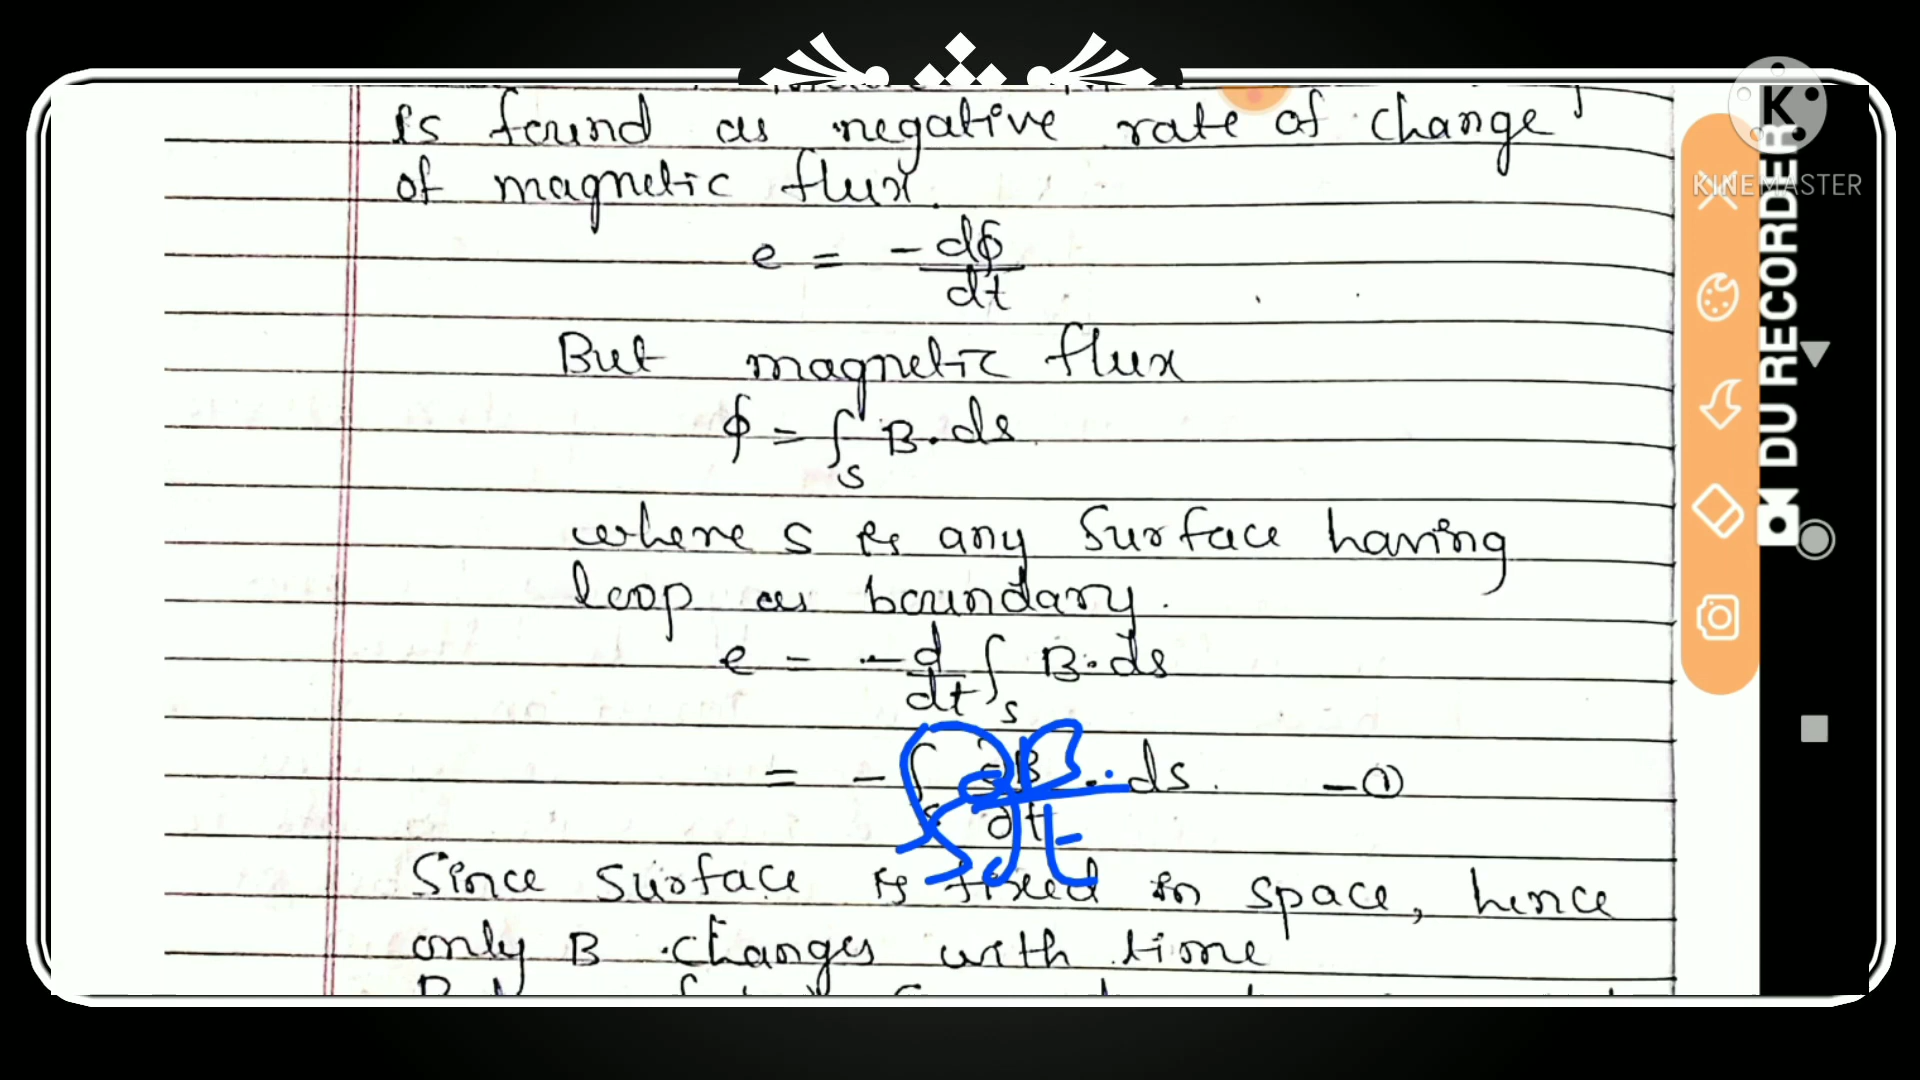 is found as negative rate of change
of magnetic flux.
e = -dϕ/dt
But magnetic flux
ϕ = ∫s B.ds
where s is any surface having
loop as boundary.
e = -d/dt ∫s B.ds
= -∫s ∂B/∂t . ds. -①
Since surface is fixed in space, hence
only B changes with time
∫s ∂B/∂t .
K
KINEMASTER
DU RECORDER